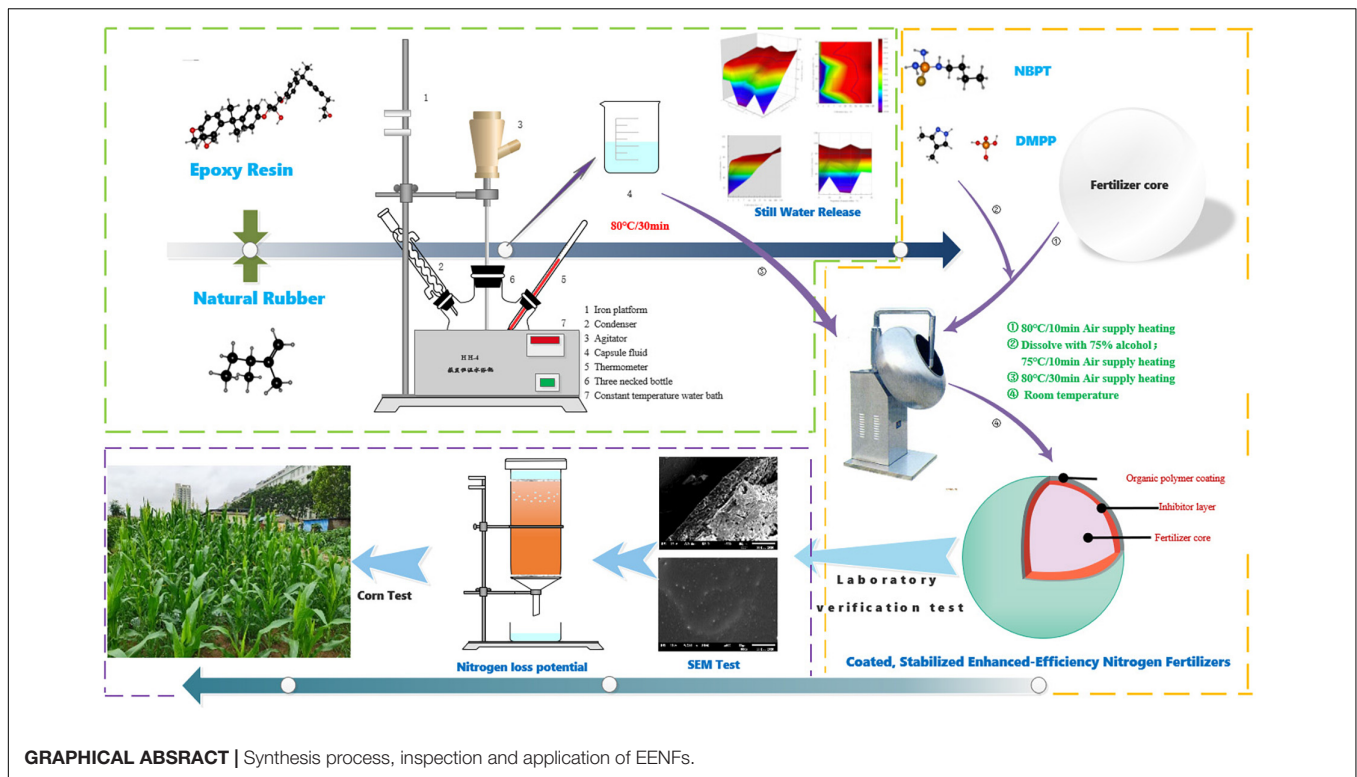 Epoxy Resin
Natural Rubber
1
2
3
4
5
6
7
80℃/30min
HH-4
1 Iron platform
2 Condenser
3 Agitator
4 Capsule fluid
5 Thermometer
6 Three necked bottle
7 Constant temperature water bath
Still Water Release
NBPT
DMPP
Fertilizer core
②
①
③
① 80℃/10min Air supply heating
② Dissolve with 75% alcohol;
75℃/10min Air supply heating
③ 80℃/30min Air supply heating
④ Room temperature
④
Organic polymer coating
Inhibitor layer
Fertilizer core
Laboratory
verification test
Coated, Stabilized Enhanced-Efficiency Nitrogen Fertilizers
SEM Test
Nitrogen loss potential
Corn Test
GRAPHICAL ABSRACT | Synthesis process, inspection and application of EENFs.